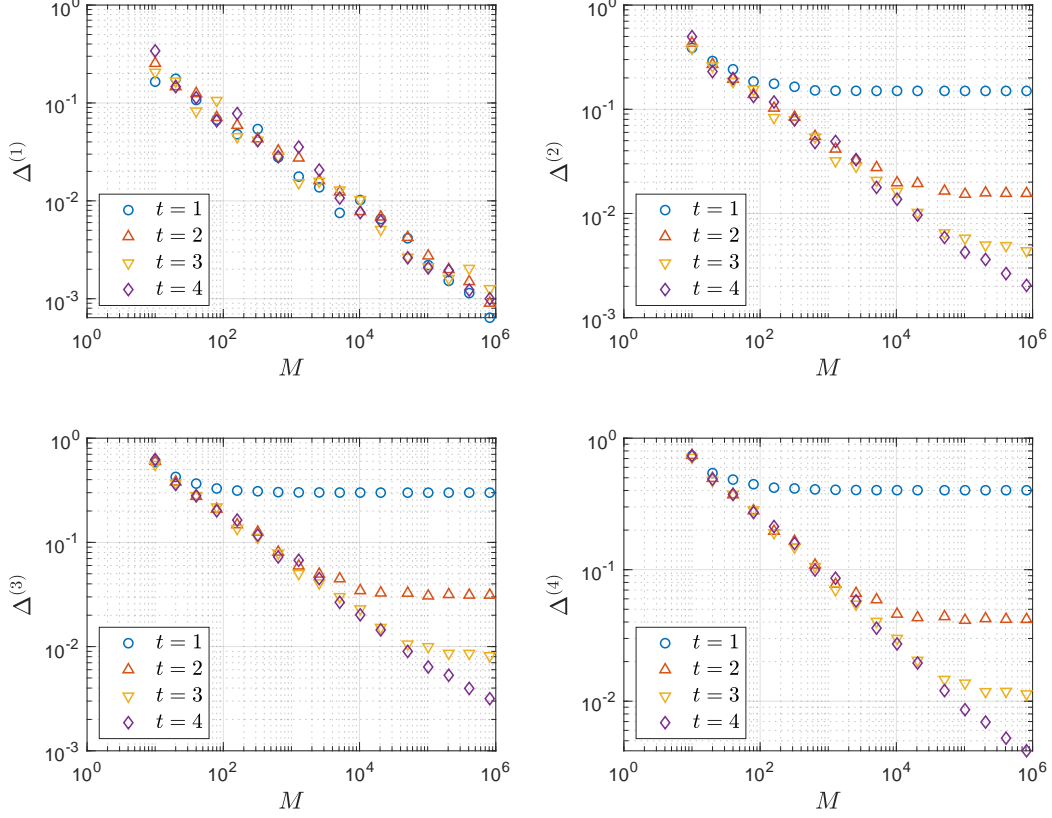 10^0
10^-1
10^-2
10^-3
Δ^(1)
t = 1
t = 2
t = 3
t = 4
10^0 10^2 10^4 10^6
M
10^0
10^-1
10^-2
10^-3
Δ^(2)
t = 1
t = 2
t = 3
t = 4
10^0 10^2 10^4 10^6
M
10^0
10^-1
10^-2
10^-3
Δ^(3)
t = 1
t = 2
t = 3
t = 4
10^0 10^2 10^4 10^6
M
10^0
10^-1
10^-2
Δ^(4)
t = 1
t = 2
t = 3
t = 4
10^0 10^2 10^4 10^6
M